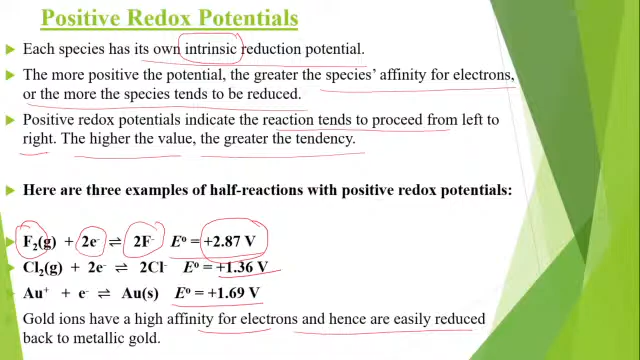 Positive Redox Potentials
Each species has its own intrinsic reduction potential.
The more positive the potential, the greater the species' affinity for electrons,
or the more the species tends to be reduced.
Positive redox potentials indicate the reaction tends to proceed from left to
right. The higher the value, the greater the tendency.
Here are three examples of half-reactions with positive redox potentials:
F₂(g) + 2e⁻ ⇌ 2F⁻ E° = +2.87 V
Cl₂(g) + 2e⁻ ⇌ 2Cl⁻ E° = +1.36 V
Au⁺ + e⁻ ⇌ Au(s) E° = +1.69 V
Gold ions have a high affinity for electrons and hence are easily reduced
back to metallic gold.